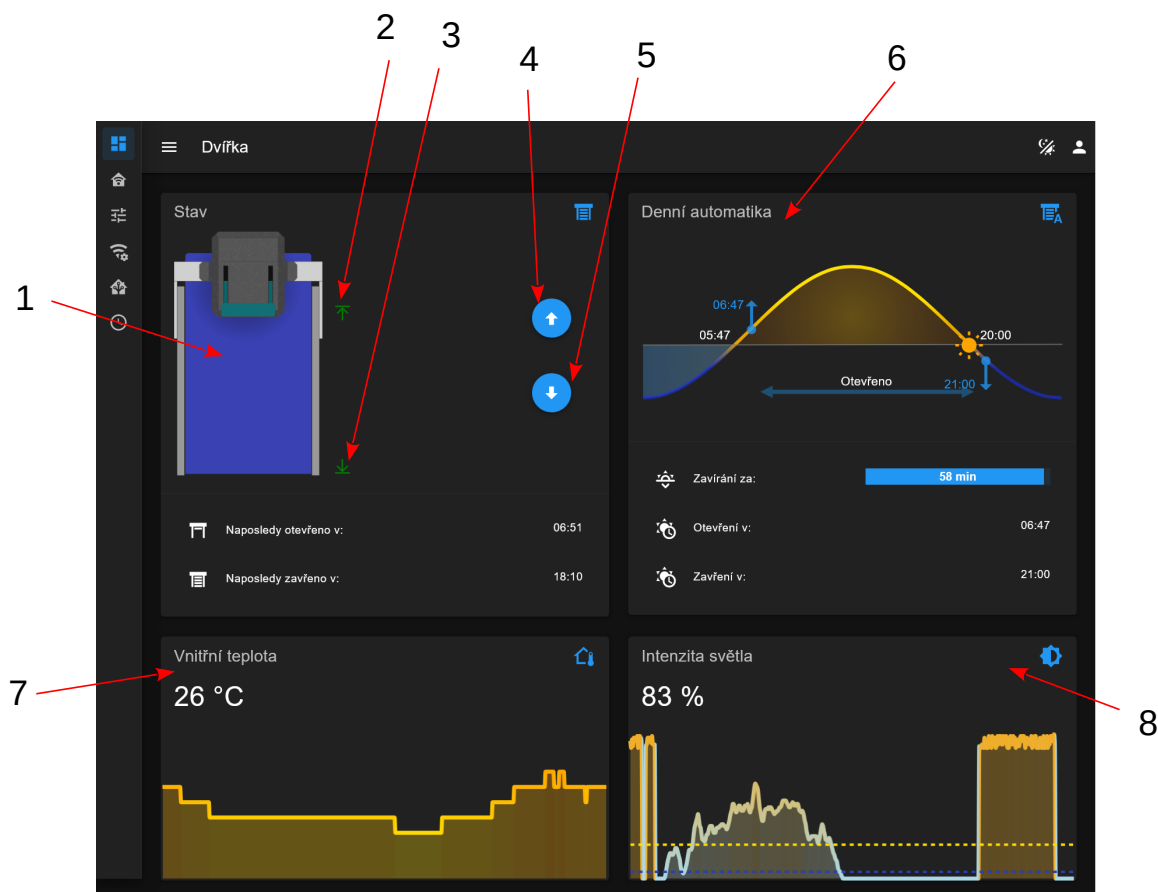 2
3
4
5
6
Dvířka
Stav
Denní automatika
A
1
06:47
05:47
20:00
Otevřeno
21:00
Zavírání za:
58 min
Naposledy otevřeno v:
06:51
Otevření v:
06:47
Naposledy zavřeno v:
18:10
Zavření v:
21:00
Vnitřní teplota
26 °C
Intenzita světla
83 %
7
8